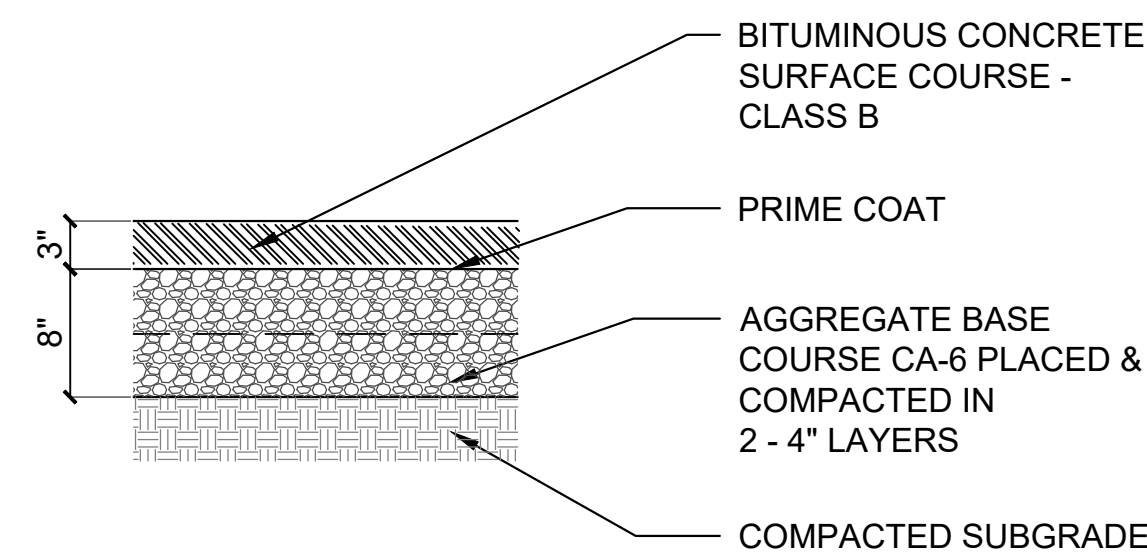 BITUMINOUS CONCRETE
SURFACE COURSE -
CLASS B
PRIME COAT
3"
8"
AGGREGATE BASE
COURSE CA-6 PLACED &
COMPACTED IN
2 - 4" LAYERS
COMPACTED SUBGRADE